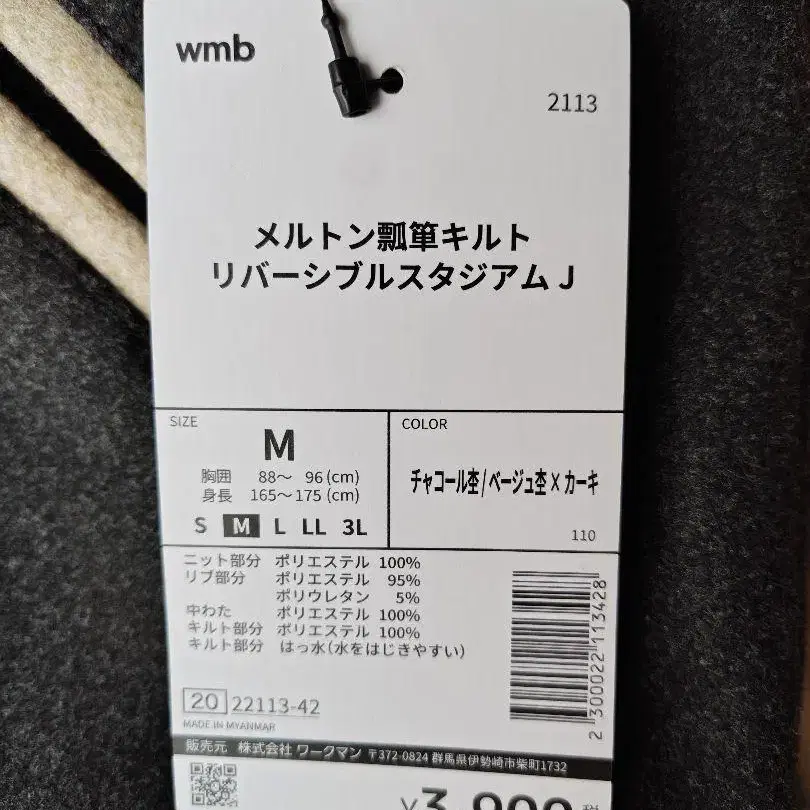 wmb
2113
メルトン瓢箪キルト
リバーシブルスタジアム J
SIZE
M
胸囲 88～ 96 (cm)
身長 165～175 (cm)
S M L LL 3L
COLOR
チャコール杢/ベージュ杢×カーキ
110
ニット部分 ポリエステル 100%
リブ部分 ポリエステル 95%
ポリウレタン 5%
中わた ポリエステル 100%
キルト部分 ポリエステル 100%
キルト部分 はっ水(水をはじきやすい)
20 22113-42
MADE IN MYANMAR
2 300022 113428
販売元 株式会社 ワークマン 〒372-0824 群馬県伊勢崎市柴町1732